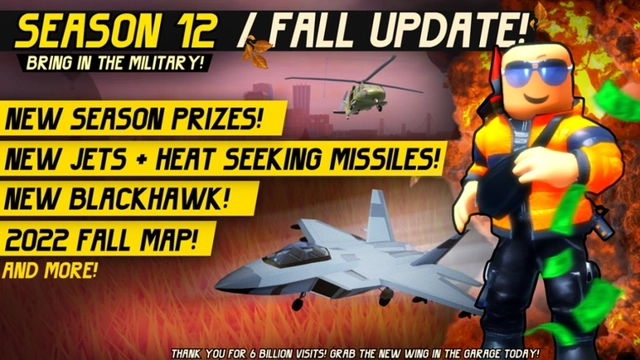 SEASON 12 / FALL UPDATE!
BRING IN THE MILITARY!
NEW SEASON PRIZES!
NEW JETS + HEAT SEEKING MISSILES!
NEW BLACKHAWK!
2022 FALL MAP!
AND MORE!
THANK YOU FOR 6 BILLION VISITS! GRAB THE NEW WING IN THE GARAGE TODAY!